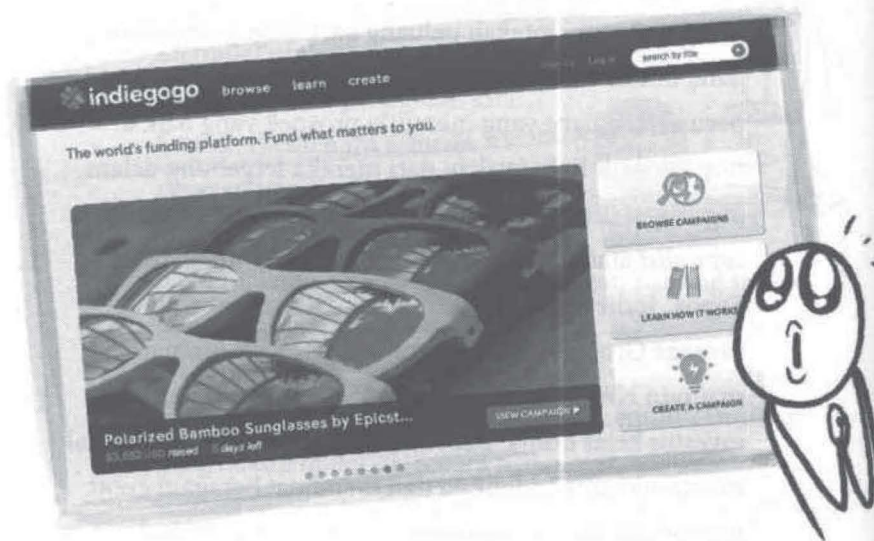 indiegogo browse learn create search by title
The world's funding platform. Fund what matters to you.
BROWSE CAMPAIGNS
LEARN HOW IT WORKS
CREATE A CAMPAIGN
Polarized Bamboo Sunglasses by Epicst...
raised days left
VIEW CAMPAIGN